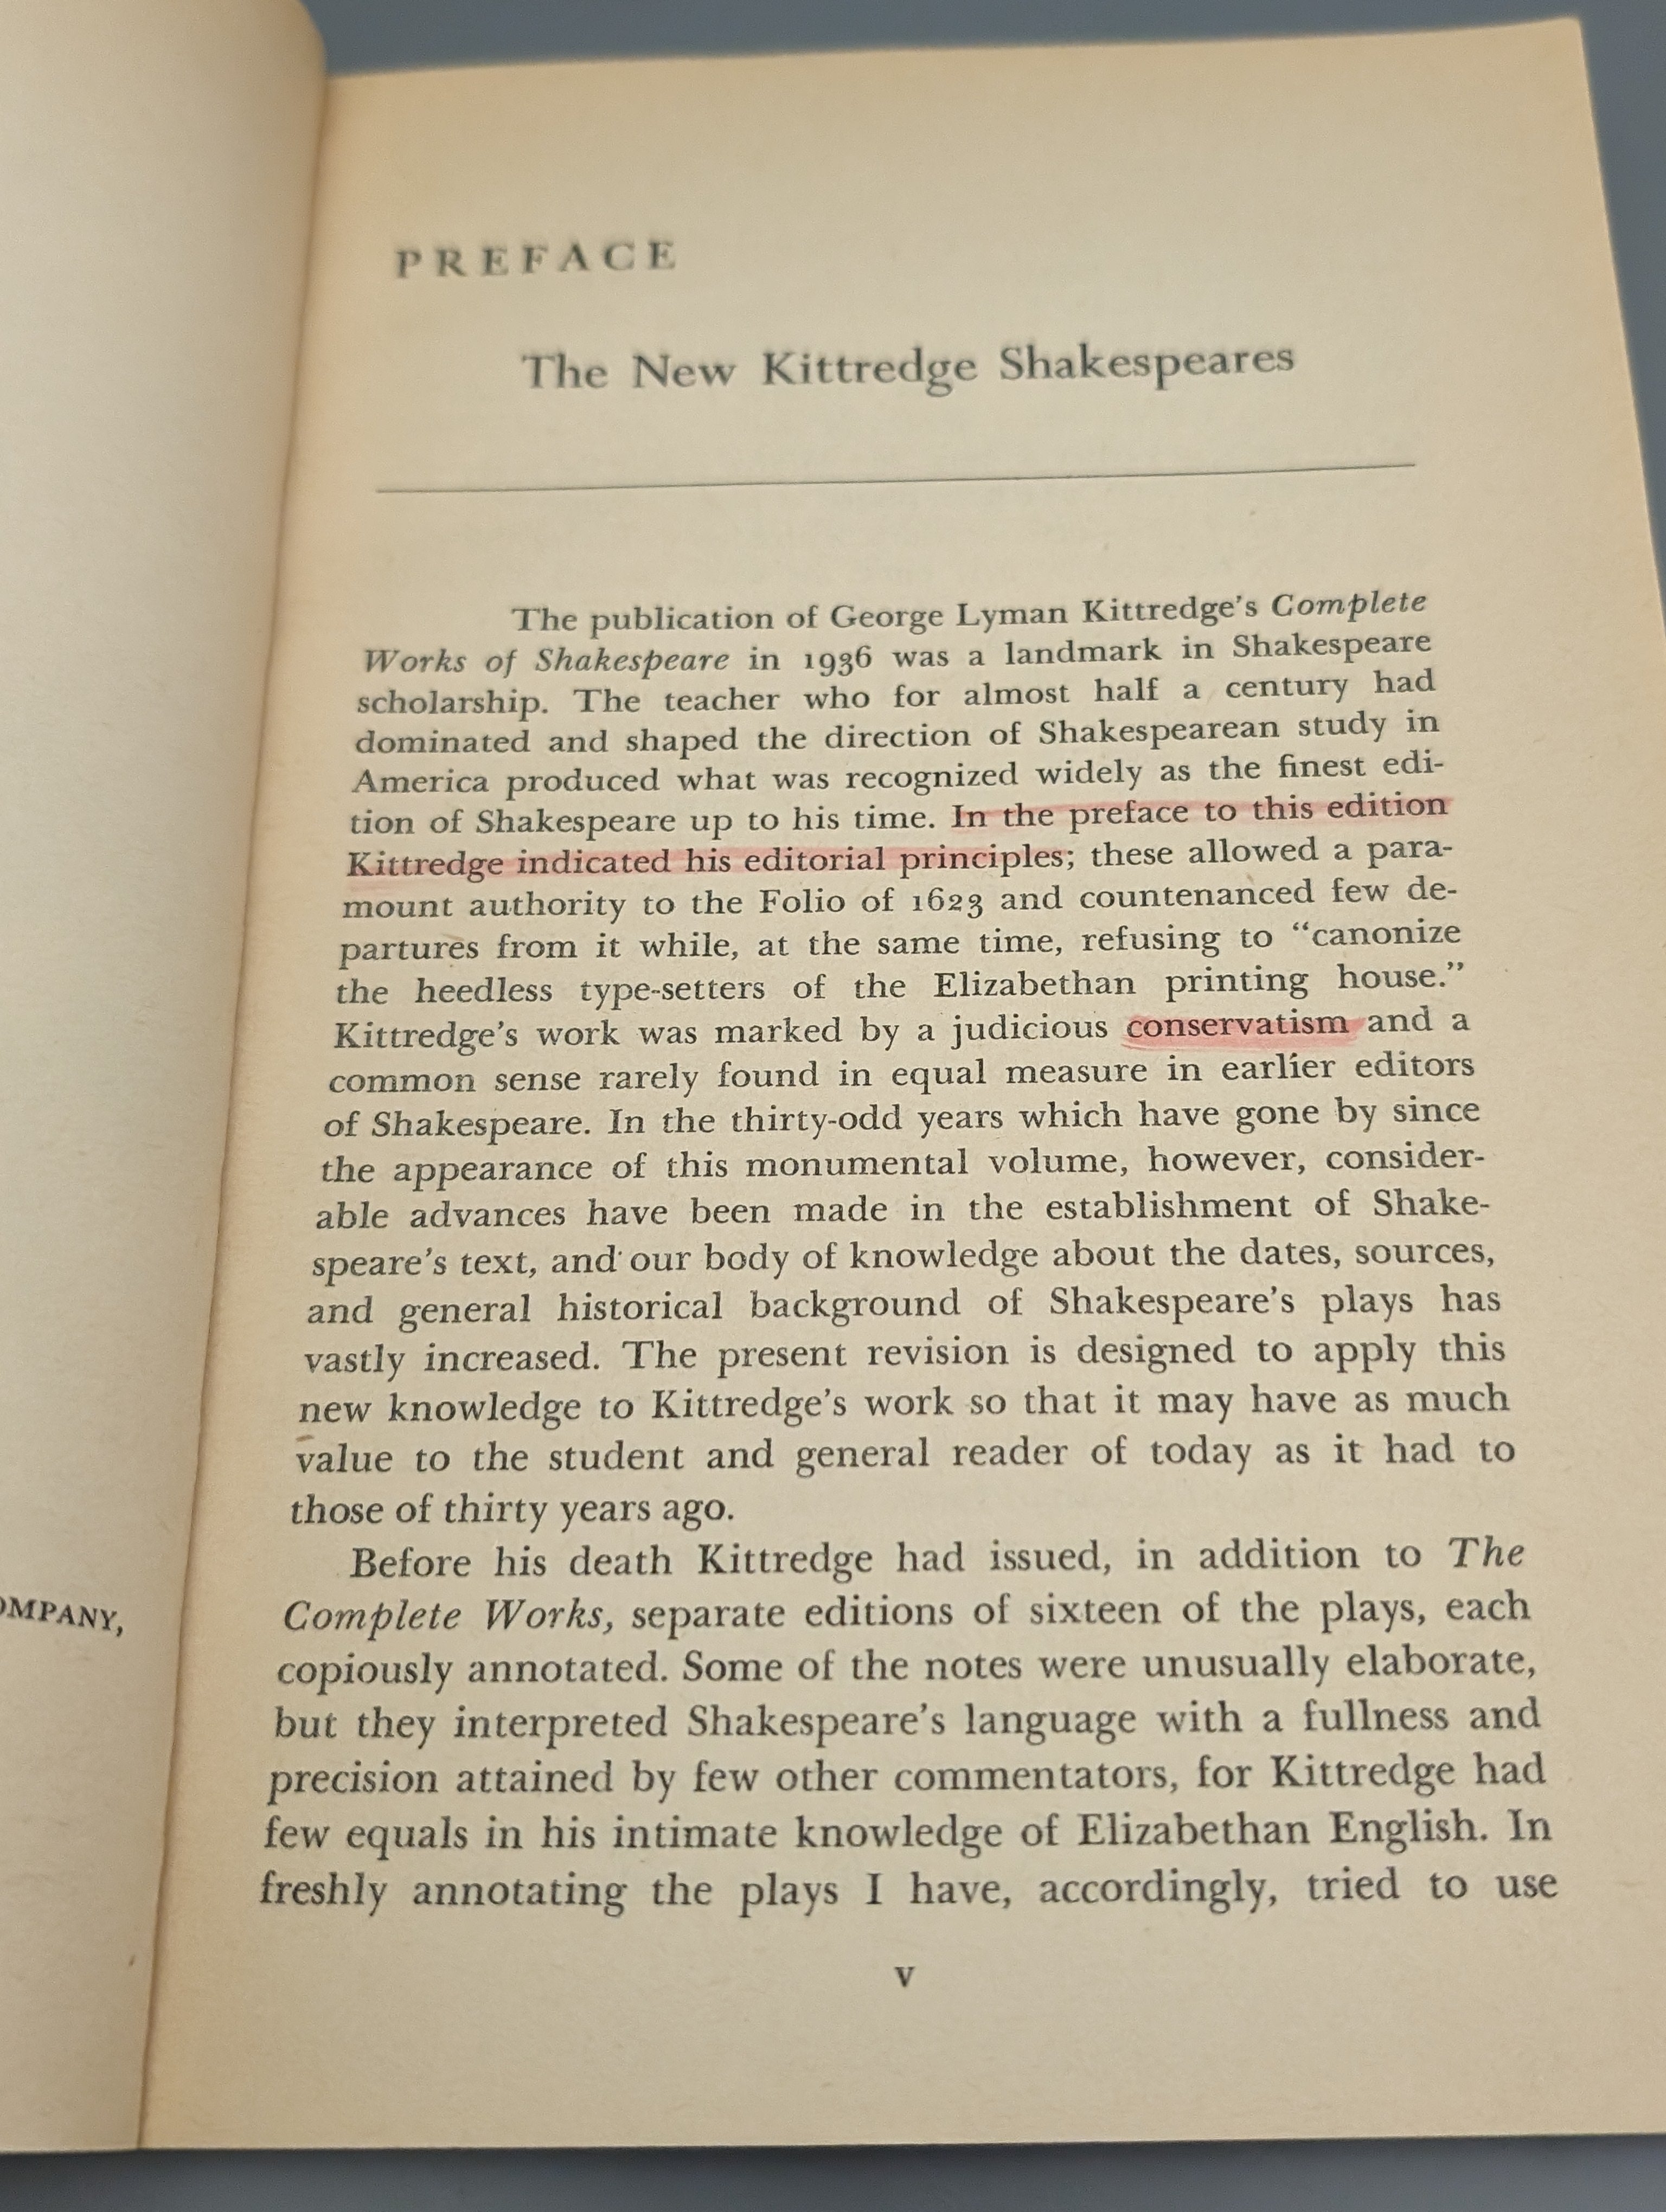 PREFACE
The New Kittredge Shakespeares
The publication of George Lyman Kittredge's Complete
Works of Shakespeare in 1936 was a landmark in Shakespeare
scholarship. The teacher who for almost half a century had
dominated and shaped the direction of Shakespearean study in
America produced what was recognized widely as the finest edi-
tion of Shakespeare up to his time. In the preface to this edition
Kittredge indicated his editorial principles; these allowed a para-
mount authority to the Folio of 1623 and countenanced few de-
partures from it while, at the same time, refusing to “canonize
the heedless type-setters of the Elizabethan printing house.”
Kittredge's work was marked by a judicious conservatism and a
common sense rarely found in equal measure in earlier editors
of Shakespeare. In the thirty-odd years which have gone by since
the appearance of this monumental volume, however, consider-
able advances have been made in the establishment of Shake-
speare's text, and our body of knowledge about the dates, sources,
and general historical background of Shakespeare's plays has
vastly increased. The present revision is designed to apply this
new knowledge to Kittredge's work so that it may have as much
value to the student and general reader of today as it had to
those of thirty years ago.
Before his death Kittredge had issued, in addition to The
Complete Works, separate editions of sixteen of the plays, each
copiously annotated. Some of the notes were unusually elaborate,
but they interpreted Shakespeare's language with a fullness and
precision attained by few other commentators, for Kittredge had
few equals in his intimate knowledge of Elizabethan English. In
freshly annotating the plays I have, accordingly, tried to use
v
OMPANY,